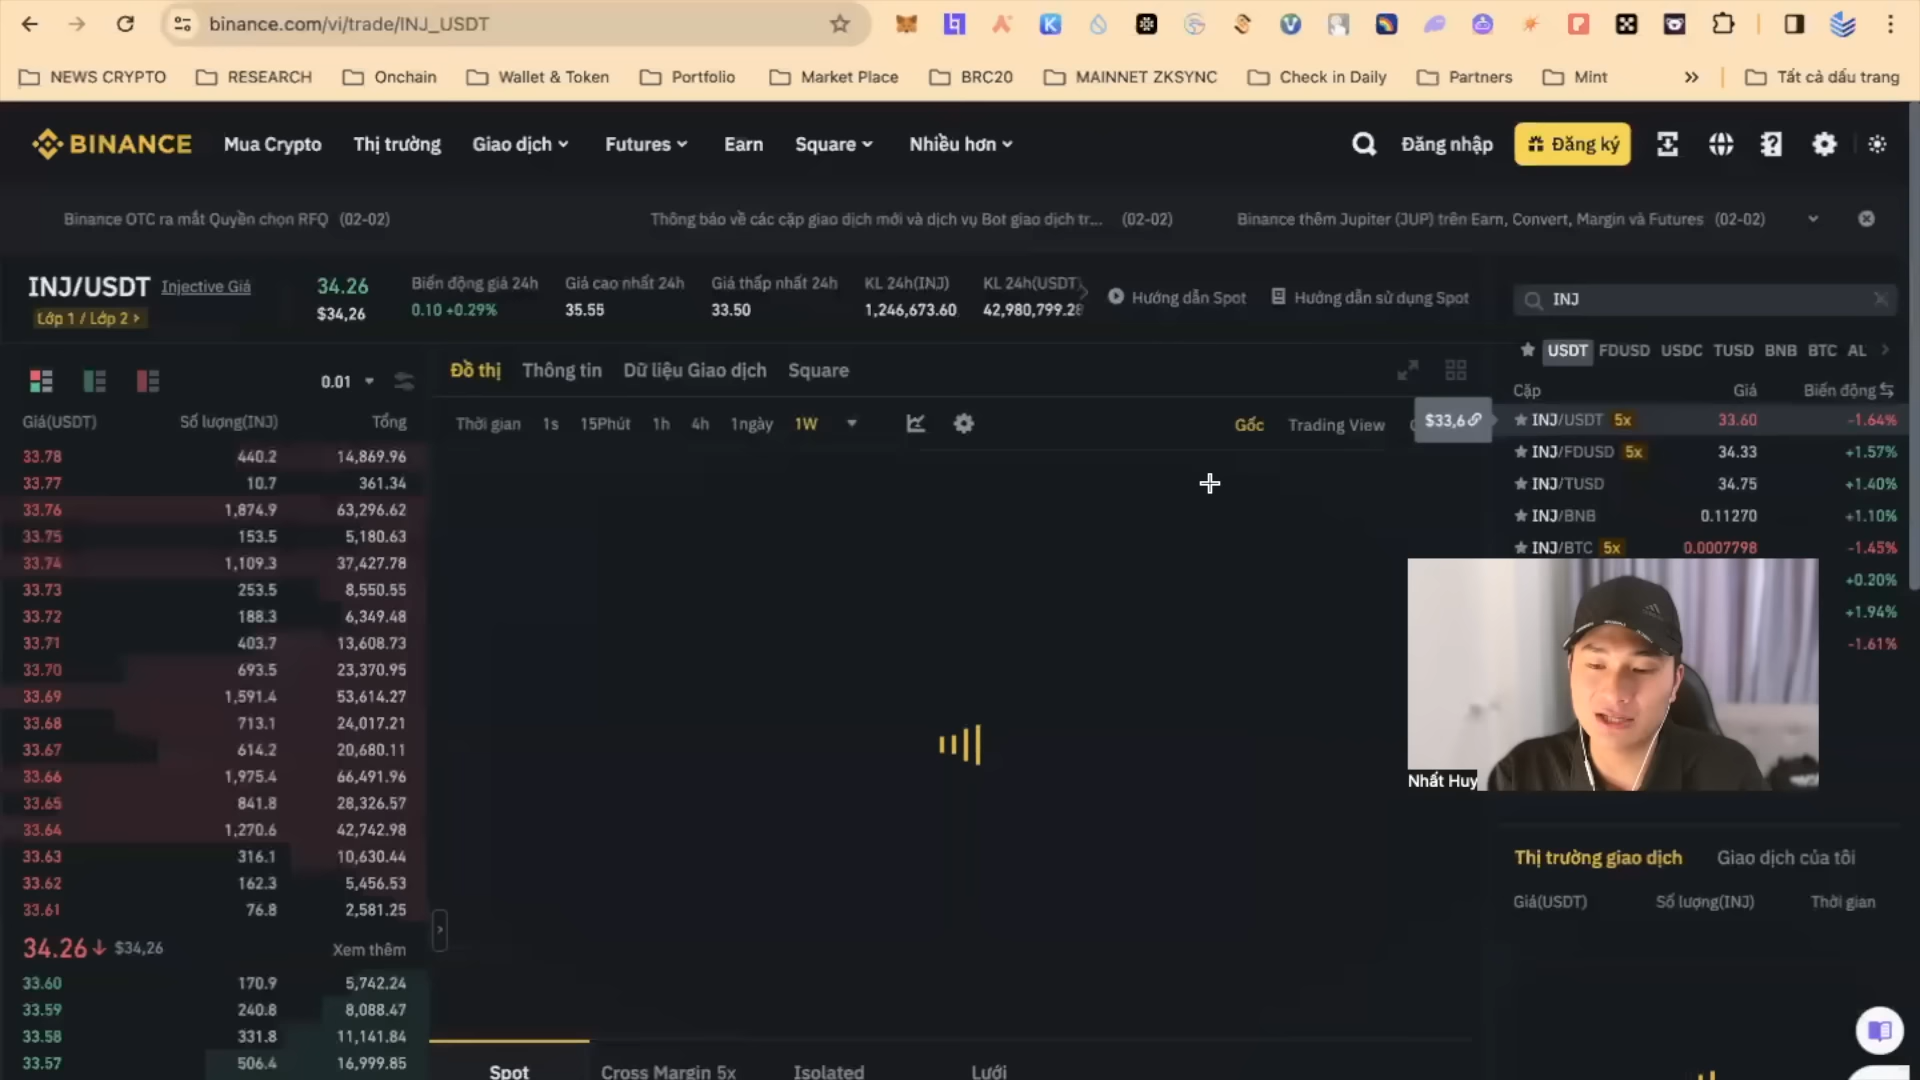 binance.com/vi/trade/INJ_USDT
NEWS CRYPTO RESEARCH Onchain Wallet & Token Portfolio Market Place BRC20 MAINNET ZKSYNC Check in Daily Partners Mint » Tất cả dấu trang
BINANCE Mua Crypto Thị trường Giao dịch Futures Earn Square Nhiều hơn Đăng nhập Đăng ký
Binance OTC ra mắt Quyền chọn RFQ (02-02) Thông báo về các cặp giao dịch mới và dịch vụ Bot giao dịch tr... (02-02) Binance thêm Jupiter (JUP) trên Earn, Convert, Margin và Futures (02-02)
INJ/USDT Injective Giá 34.26 Biến động giá 24h Giá cao nhất 24h Giá thấp nhất 24h KL 24h(INJ) KL 24h(USDT) Hướng dẫn Spot Hướng dẫn sử dụng Spot INJ
Lớp 1 / Lớp 2 $34,26 0.10 +0.29% 35.55 33.50 1,246,673.60 42,980,799.28
USDT FDUSD USDC TUSD BNB BTC AL
0.01 Đồ thị Thông tin Dữ liệu Giao dịch Square
Cặp Giá Biến động
Giá(USDT) Số lượng(INJ) Tổng Thời gian 1s 15Phút 1h 4h 1ngày 1W Gốc Trading View $33,6
INJ/USDT 5x 33.60 -1.64%
INJ/FDUSD 5x 34.33 +1.57%
INJ/TUSD 34.75 +1.40%
INJ/BNB 0.11270 +1.10%
INJ/BTC 5x 0.0007798 -1.45%
+0.20%
+1.94%
-1.61%
33.78 440.2 14,869.96
33.77 10.7 361.34
33.76 1,874.9 63,296.62
33.75 153.5 5,180.63
33.74 1,109.3 37,427.78
33.73 253.5 8,550.55
33.72 188.3 6,349.48
33.71 403.7 13,608.73
33.70 693.5 23,370.95
33.69 1,591.4 53,614.27
33.68 713.1 24,017.21
33.67 614.2 20,680.11
33.66 1,975.4 66,491.96
33.65 841.8 28,326.57
33.64 1,270.6 42,742.98
33.63 316.1 10,630.44
33.62 162.3 5,456.53
33.61 76.8 2,581.25
34.26 $34,26 Xem thêm
33.60 170.9 5,742.24
33.59 240.8 8,088.47
33.58 331.8 11,141.84
33.57 506.4 16,999.85
Nhất Huy
Thị trường giao dịch Giao dịch của tôi
Giá(USDT) Số lượng(INJ) Thời gian
Spot Cross Margin 5x Isolated Lưới